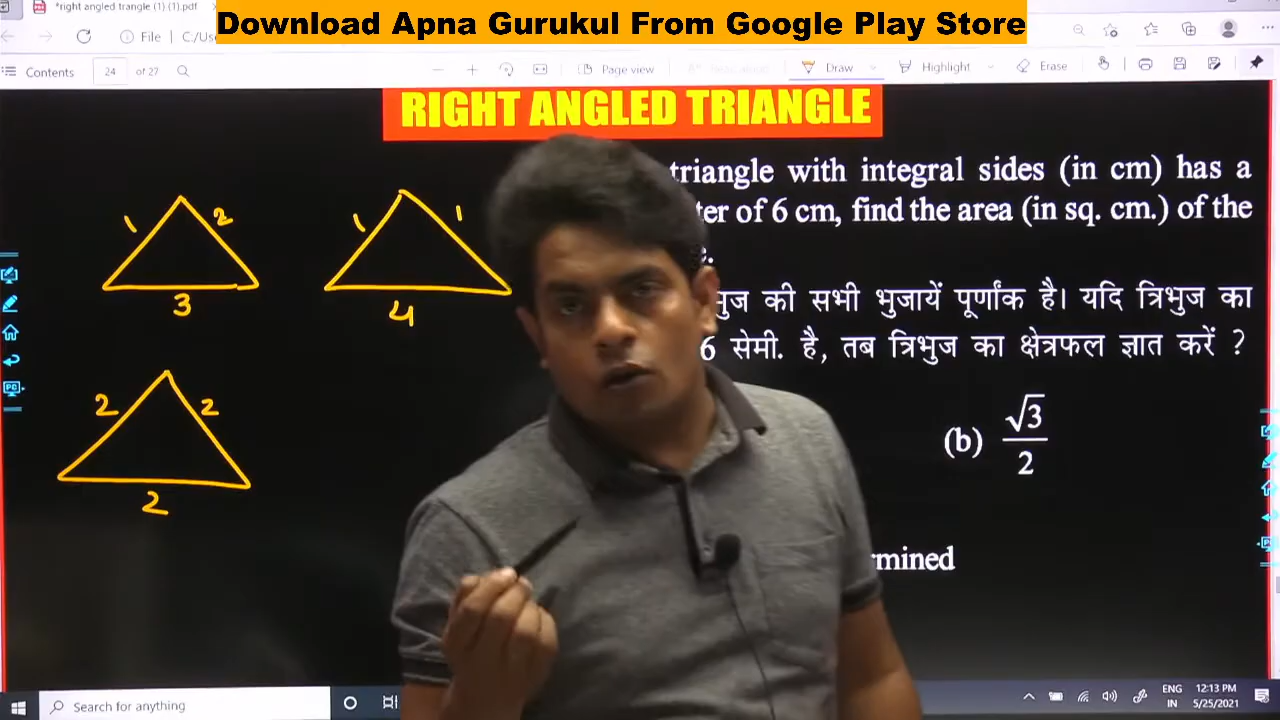 Download Apna Gurukul From Google Play Store
*right angled trangle (1) (1).pdf
File
Contents 24 of 27 Page view Draw Highlight Erase
RIGHT ANGLED TRIANGLE
triangle with integral sides (in cm) has a
ter of 6 cm, find the area (in sq. cm.) of the
e.
भुज की सभी भुजायें पूर्णांक है। यदि त्रिभुज का
6 सेमी. है, तब त्रिभुज का क्षेत्रफल ज्ञात करें ?
(b) √3/2
rmined
1 2
3
1 1
4
2 2
2
Search for anything
ENG 12:13 PM
IN 5/25/2021